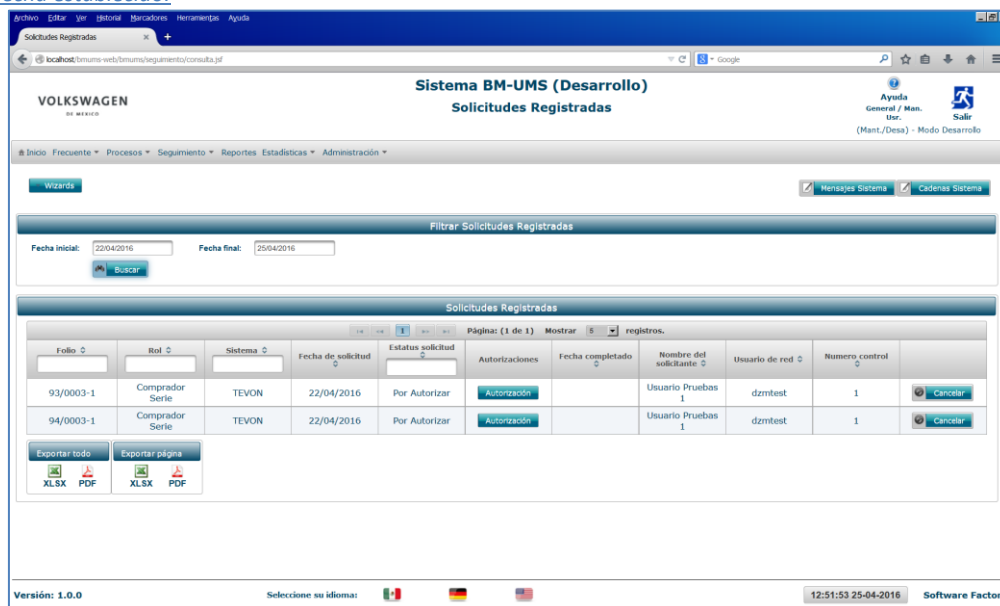 fecha establecido.
Archivo Editar Ver Historial Marcadores Herramientas Ayuda
Solicitudes Registradas × +
localhost/bmums-web/bmums/seguimiento/consulta.jsf
Google
VOLKSWAGEN
DE MEXICO
Sistema BM-UMS (Desarrollo)
Solicitudes Registradas
Ayuda
General / Man.
Usr.
Salir
(Mant./Desa) - Modo Desarrollo
Inicio Frecuente Procesos Seguimiento Reportes Estadísticas Administración
Wizards
Mensajes Sistema Cadenas Sistema
Filtrar Solicitudes Registradas
Fecha inicial: 22/04/2016 Fecha final: 25/04/2016
Buscar
Solicitudes Registradas
1 Página: (1 de 1) Mostrar 5 registros.
Folio Rol Sistema Fecha de solicitud Estatus solicitud Autorizaciones Fecha completado Nombre del solicitante Usuario de red Numero control
93/0003-1 Comprador Serie TEVON 22/04/2016 Por Autorizar Autorización Usuario Pruebas 1 dzmtest 1 Cancelar
94/0003-1 Comprador Serie TEVON 22/04/2016 Por Autorizar Autorización Usuario Pruebas 1 dzmtest 1 Cancelar
Exportar todo Exportar página
XLSX PDF XLSX PDF
Versión: 1.0.0 Seleccione su idioma: 12:51:53 25-04-2016 Software Factor